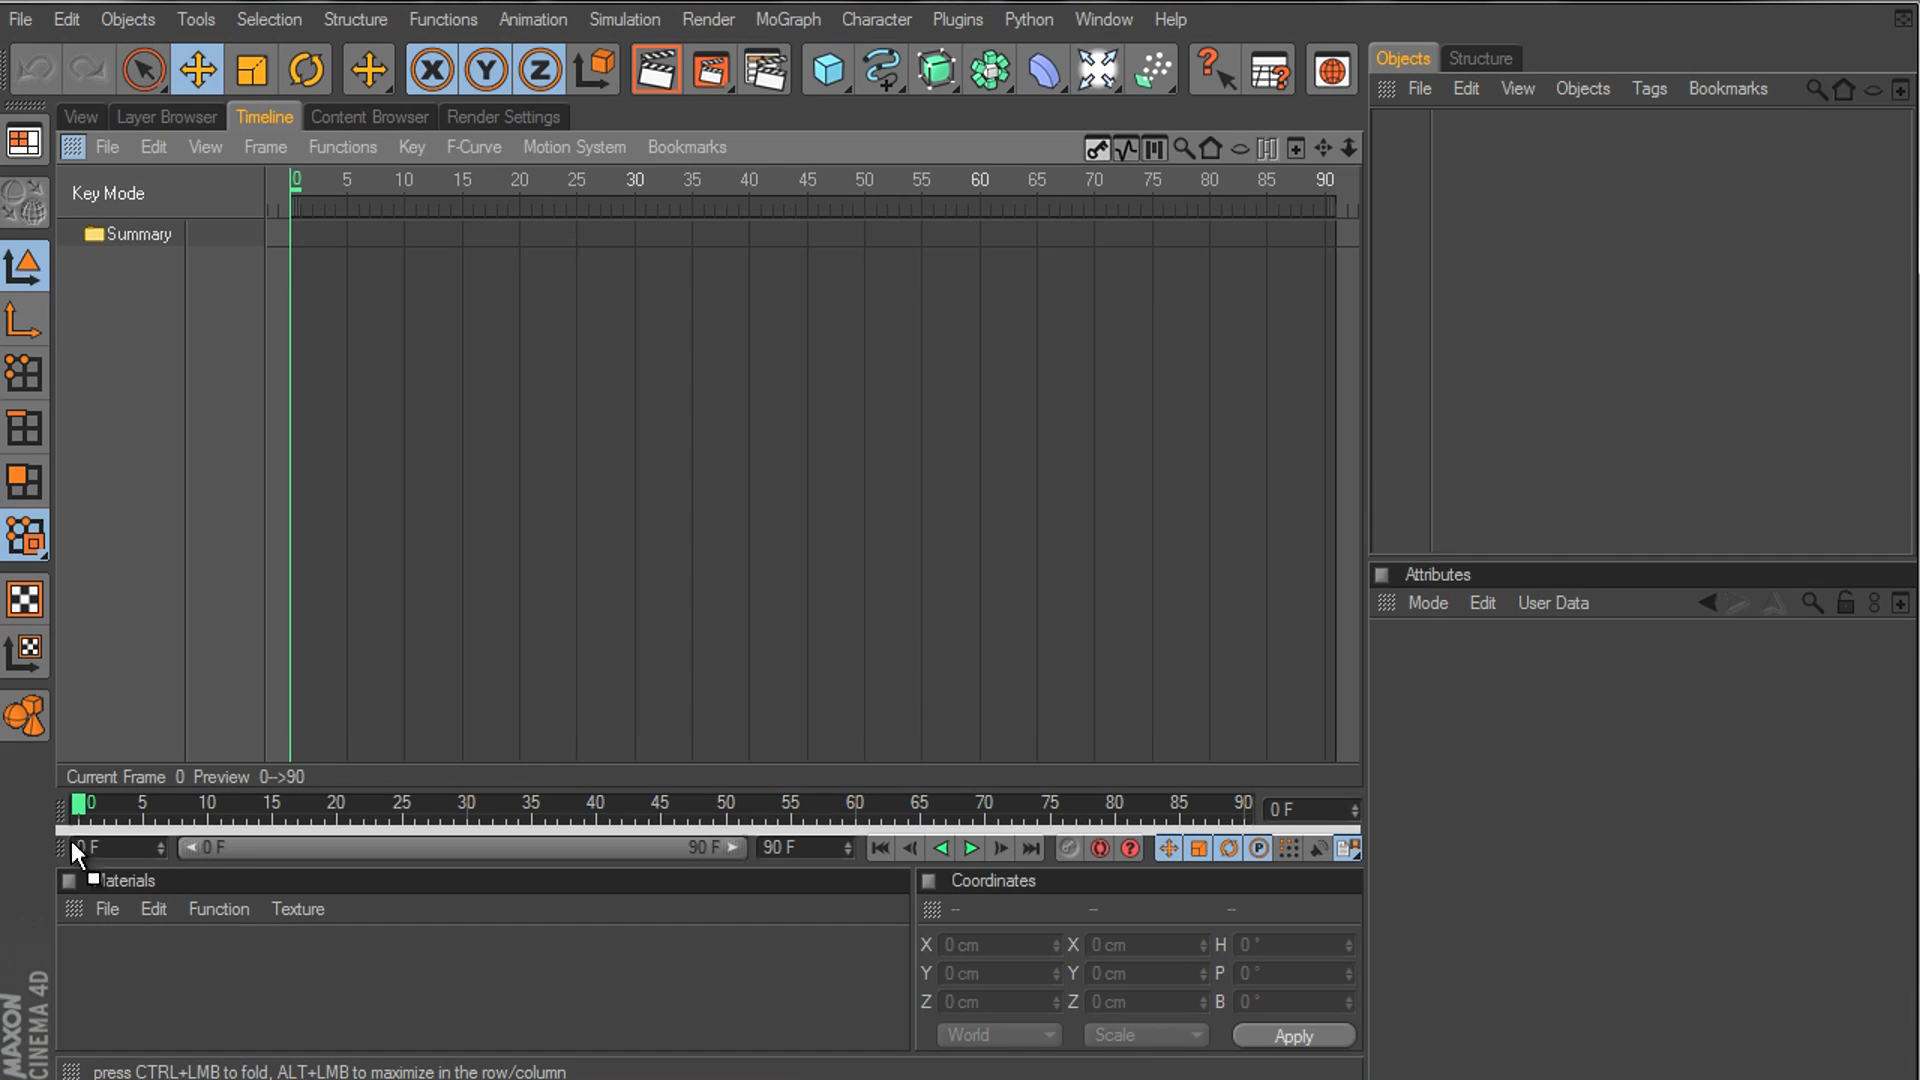 File Edit Objects Tools Selection Structure Functions Animation Simulation Render MoGraph Character Plugins Python Window Help
X Y Z
Objects Structure
File Edit View Objects Tags Bookmarks
View Layer Browser Timeline Content Browser Render Settings
File Edit View Frame Functions Key F-Curve Motion System Bookmarks
Key Mode
0 5 10 15 20 25 30 35 40 45 50 55 60 65 70 75 80 85 90
Summary
Attributes
Mode Edit User Data
Current Frame 0 Preview 0-->90
0 5 10 15 20 25 30 35 40 45 50 55 60 65 70 75 80 85 90 0 F
0 F 0 F 90 F 90 F
Materials
File Edit Function Texture
Coordinates
-- -- --
X 0 cm X 0 cm H 0 °
Y 0 cm Y 0 cm P 0 °
Z 0 cm Z 0 cm B 0 °
World Scale Apply
MAXON
CINEMA 4D
press CTRL+LMB to fold, ALT+LMB to maximize in the row/column